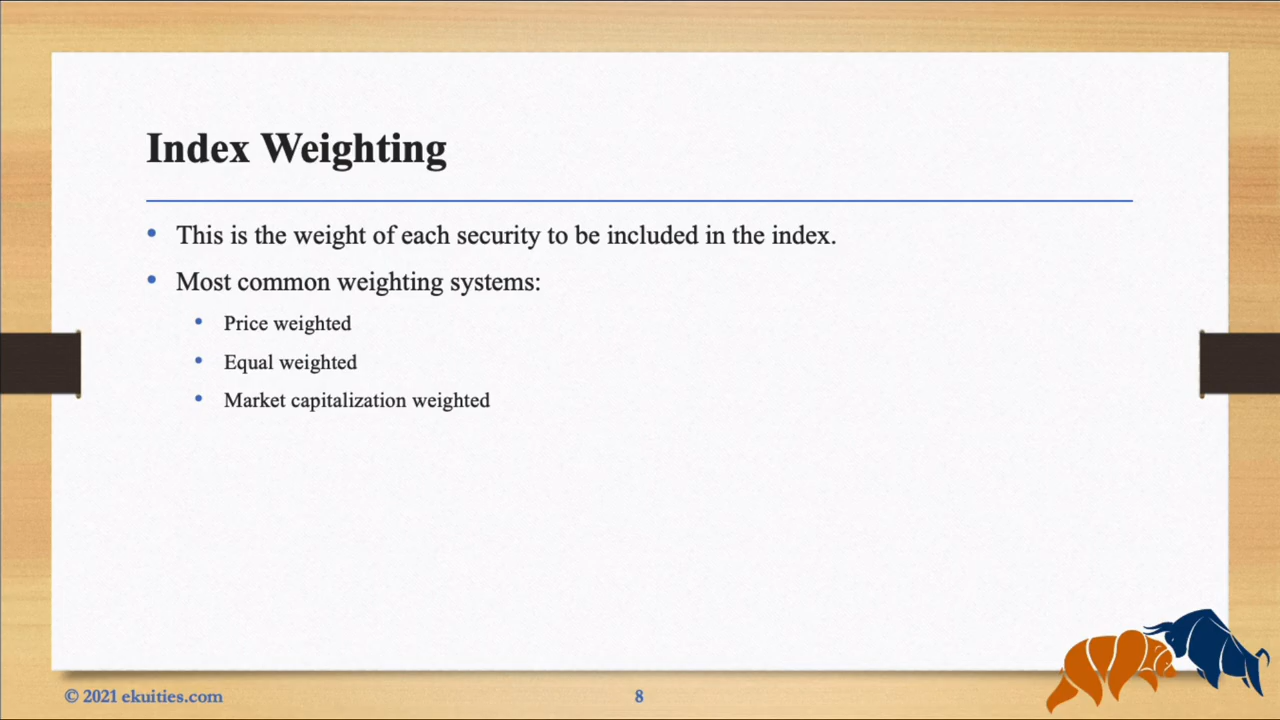 Index Weighting
This is the weight of each security to be included in the index.
Most common weighting systems:
Price weighted
Equal weighted
Market capitalization weighted
© 2021 ekuities.com
8